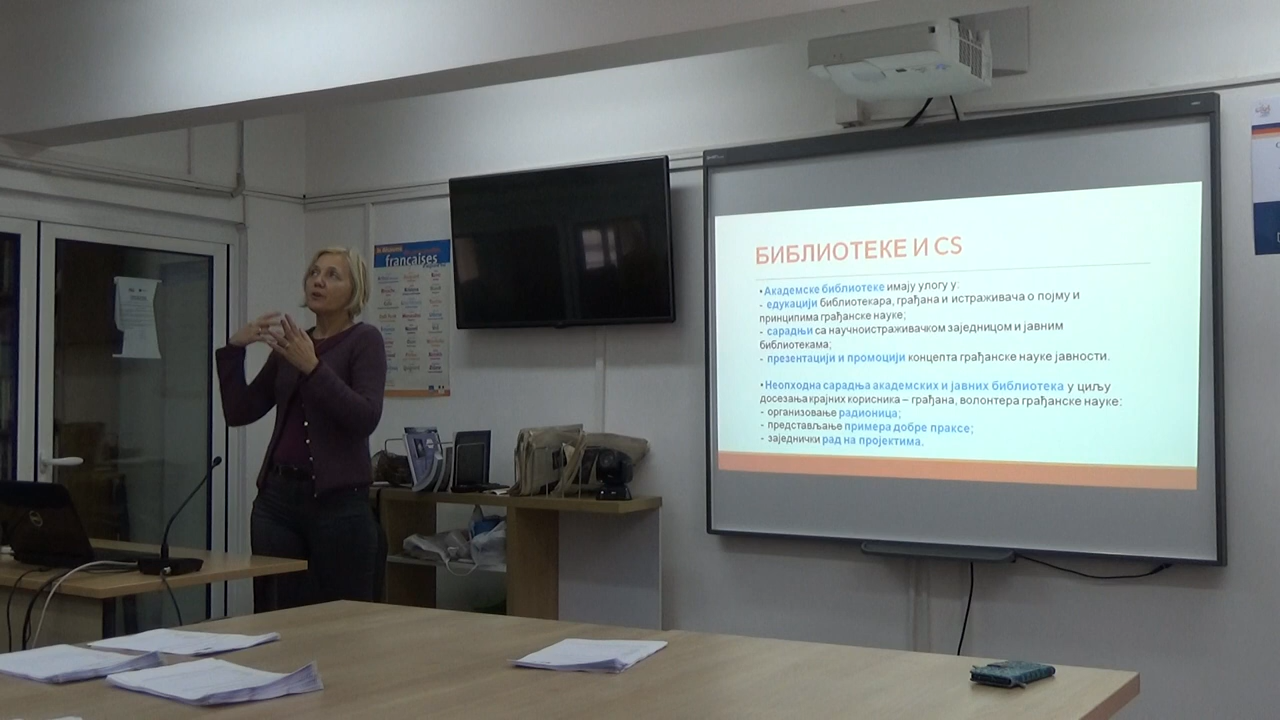 françaises
БИБЛИОТЕКЕ И CS
•Академске библиотеке имају улогу у:
- едукацији библиотекара, грађана и истраживача о појму и
принципима грађанске науке;
- сарадњи са научноистраживачком заједницом и јавним
библиотекама;
- презентацији и промоцији концепта грађанске науке јавности.
•Неопходна сарадња академских и јавних библиотека у циљу
досезања крајних корисника – грађана, волонтера грађанске науке:
- организовање радионица;
- представљање примера добре праксе;
- заједнички рад на пројектима.